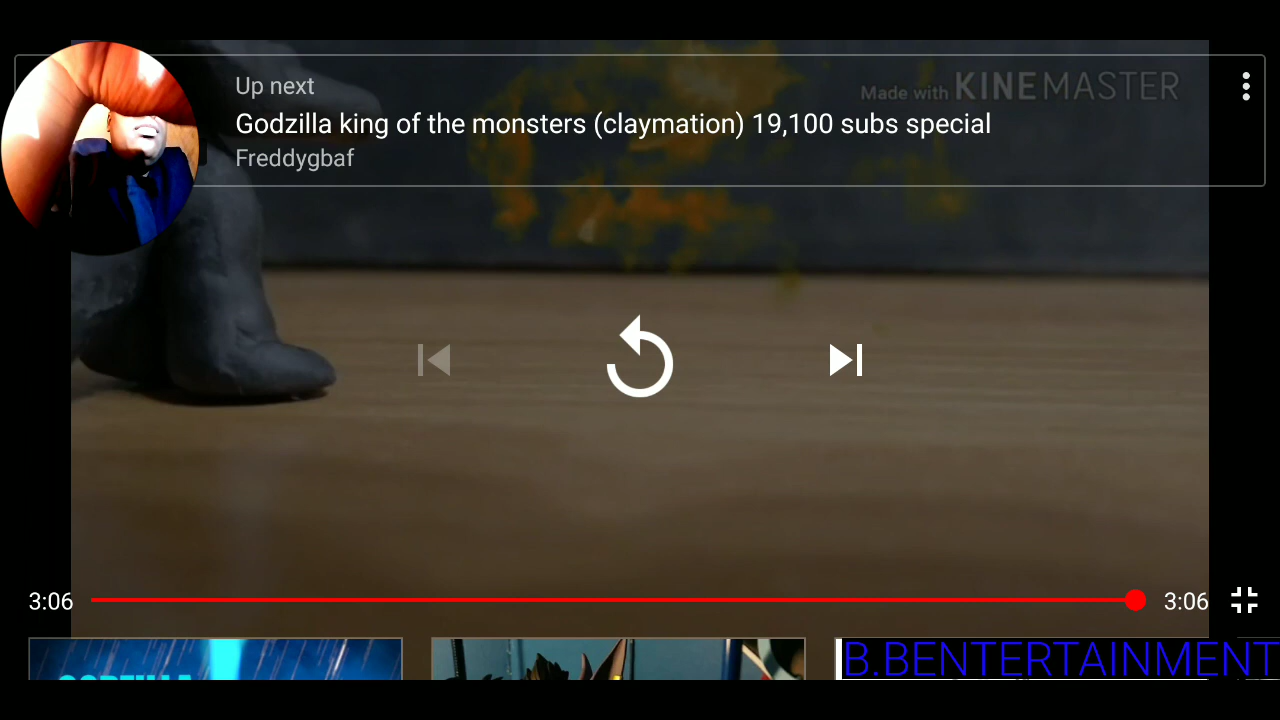 Up next
Made with KINEMASTER
Godzilla king of the monsters (claymation) 19,100 subs special
Freddygbaf
3:06
3:06
GODZILLA
B.BENTERTAINMENT